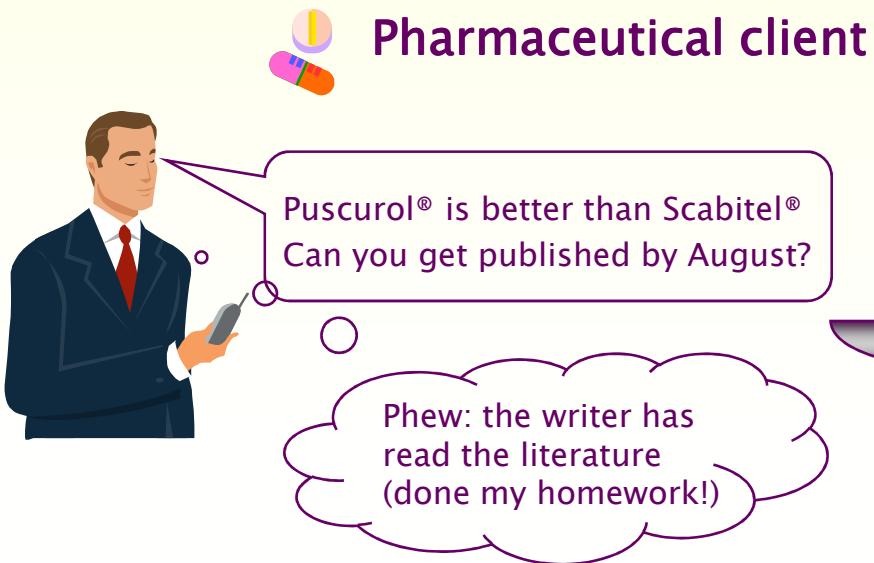 Pharmaceutical client
Puscurol® is better than Scabitel®
Can you get published by August?
Phew: the writer has
read the literature
(done my homework!)